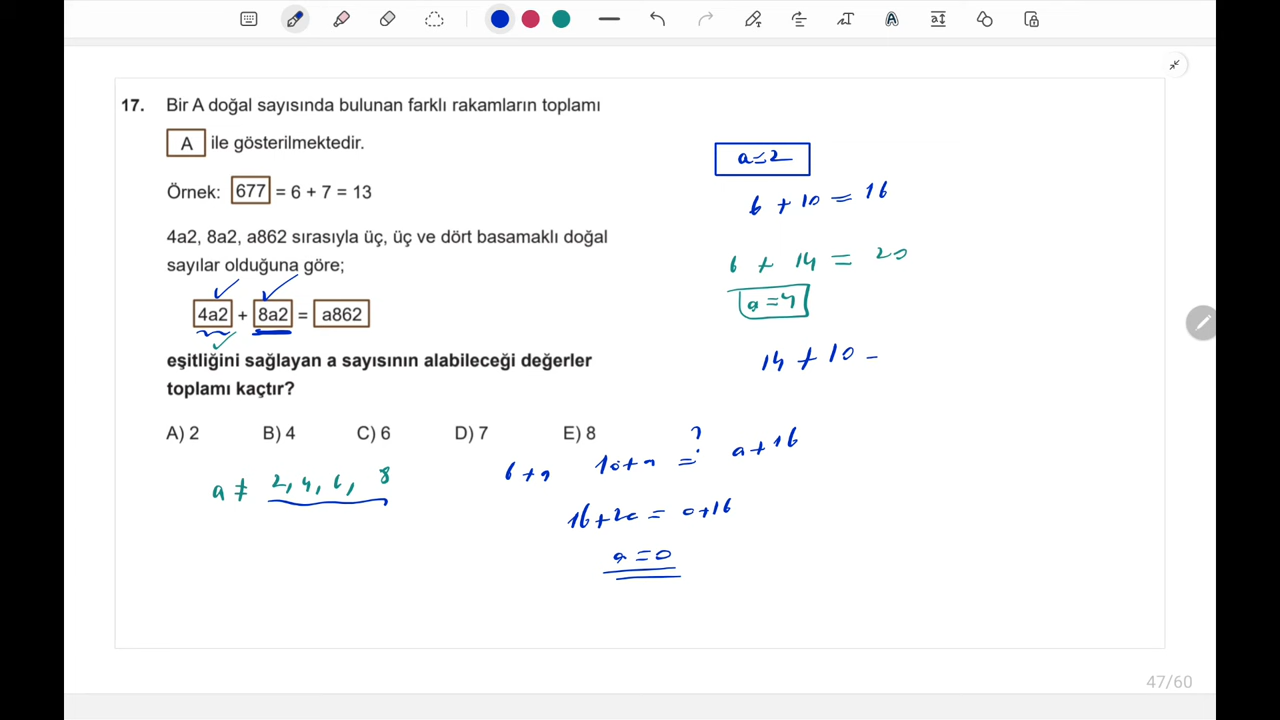 17. Bir A doğal sayısında bulunan farklı rakamların toplamı
A ile gösterilmektedir.
Örnek: 677 = 6 + 7 = 13
4a2, 8a2, a862 sırasıyla üç, üç ve dört basamaklı doğal
sayılar olduğuna göre;
4a2 + 8a2 = a862
eşitliğini sağlayan a sayısının alabileceği değerler
toplamı kaçtır?
A) 2 B) 4 C) 6 D) 7 E) 8
a=2
6 + 10 = 16
6 + 14 = 20
a=4
14 + 10 -
a ≠ 2, 4, 6, 8
6+a 10+a =? a+16
16+2a = a+16
a=0
47/60